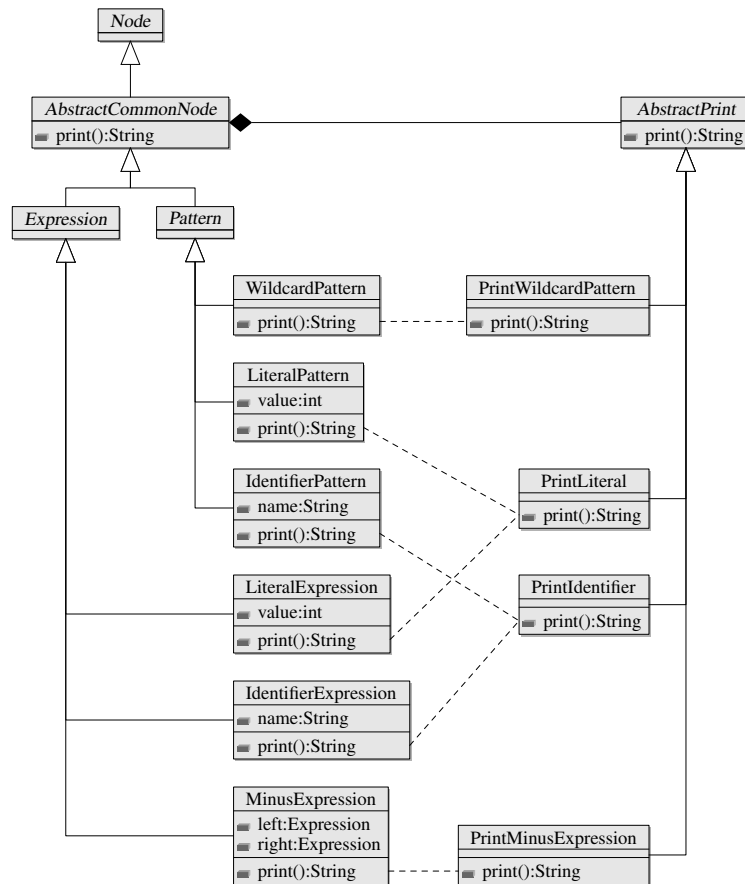 Node
AbstractCommonNode
print():String
AbstractPrint
print():String
Expression
Pattern
WildcardPattern
print():String
PrintWildcardPattern
print():String
LiteralPattern
value:int
print():String
IdentifierPattern
name:String
print():String
PrintLiteral
print():String
LiteralExpression
value:int
print():String
PrintIdentifier
print():String
IdentifierExpression
name:String
print():String
MinusExpression
left:Expression
right:Expression
print():String
PrintMinusExpression
print():String